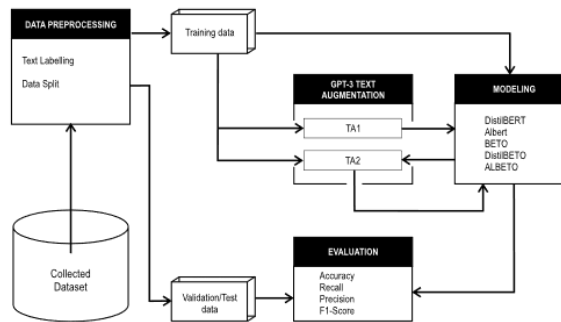 DATA PREPROCESSING
Text Labelling
Data Split
Training data
GPT-3 TEXT
AUGMENTATION
TA1
TA2
MODELING
DistilBERT
Albert
BETO
DistilBETO
ALBETO
Collected
Dataset
Validation/Test
data
EVALUATION
Accuracy
Recall
Precision
F1-Score